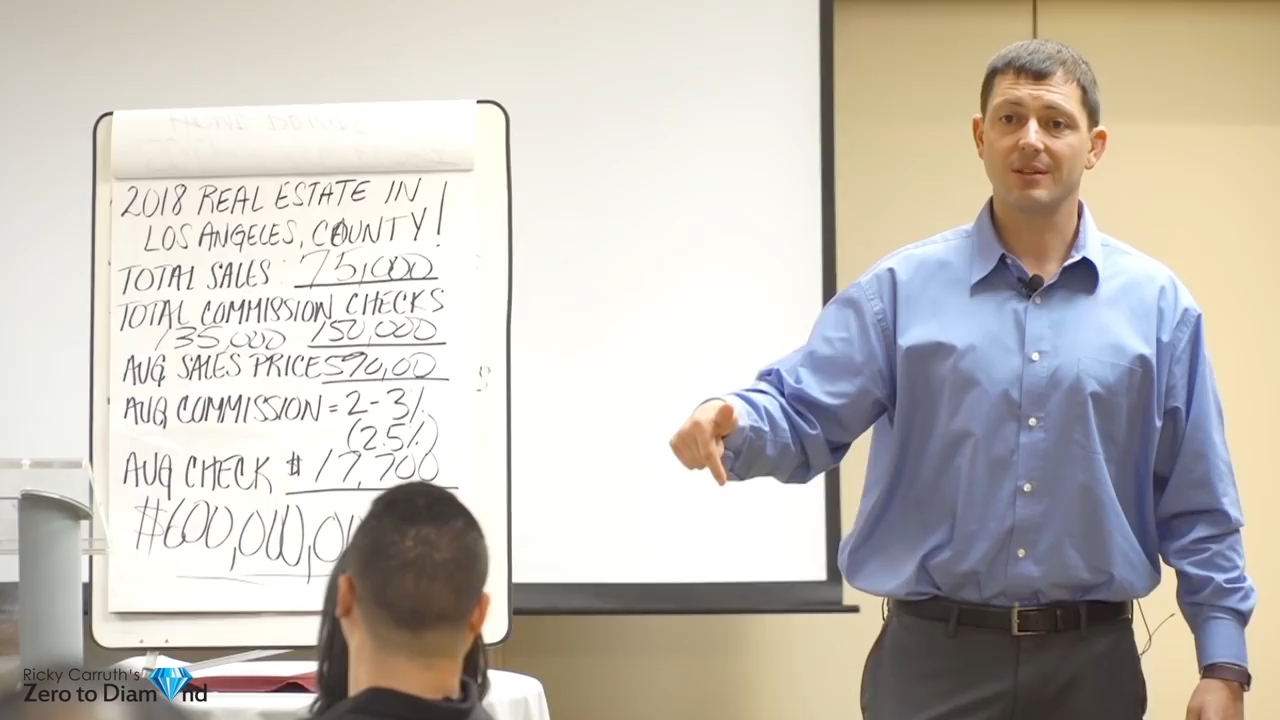 2018 REAL ESTATE IN
LOS ANGELES, COUNTY!
TOTAL SALES : 75,000
TOTAL COMMISSION CHECKS
135,000 150,000
AVG SALES PRICE 590,00
AVG COMMISSION = 2-3%
(2.5%)
AVG CHECK $17,700
Ricky Carruth's
Zero to Diamond